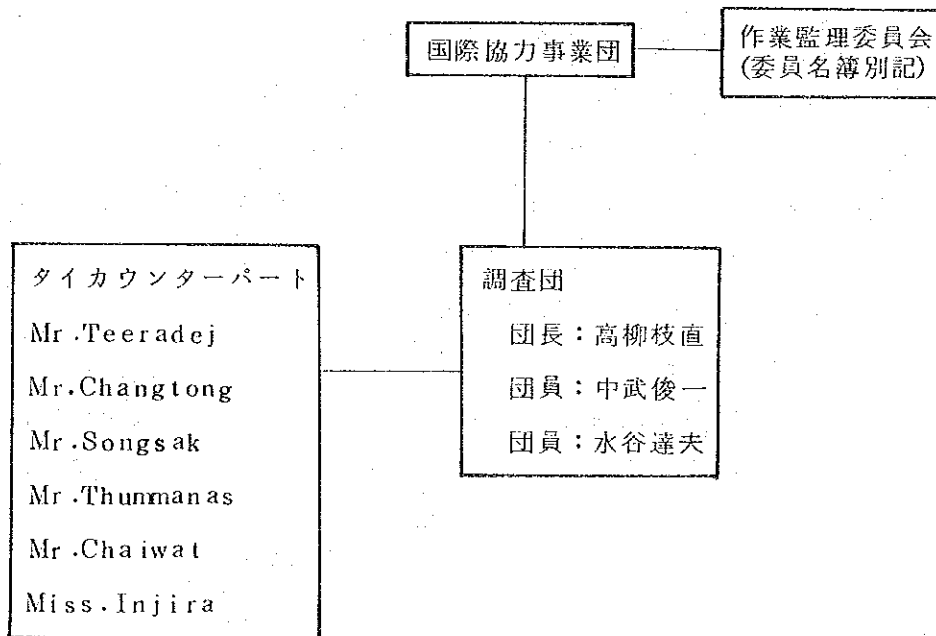 国際協力事業団
作業監理委員会
(委員名簿別記)
タイカウンターパート
Mr.Teeradej
Mr.Changtong
Mr.Songsak
Mr.Thunmanas
Mr.Chaiwat
Miss.Injira
調査団
団長：高柳枝直
団員：中武俊一
団員：水谷達夫